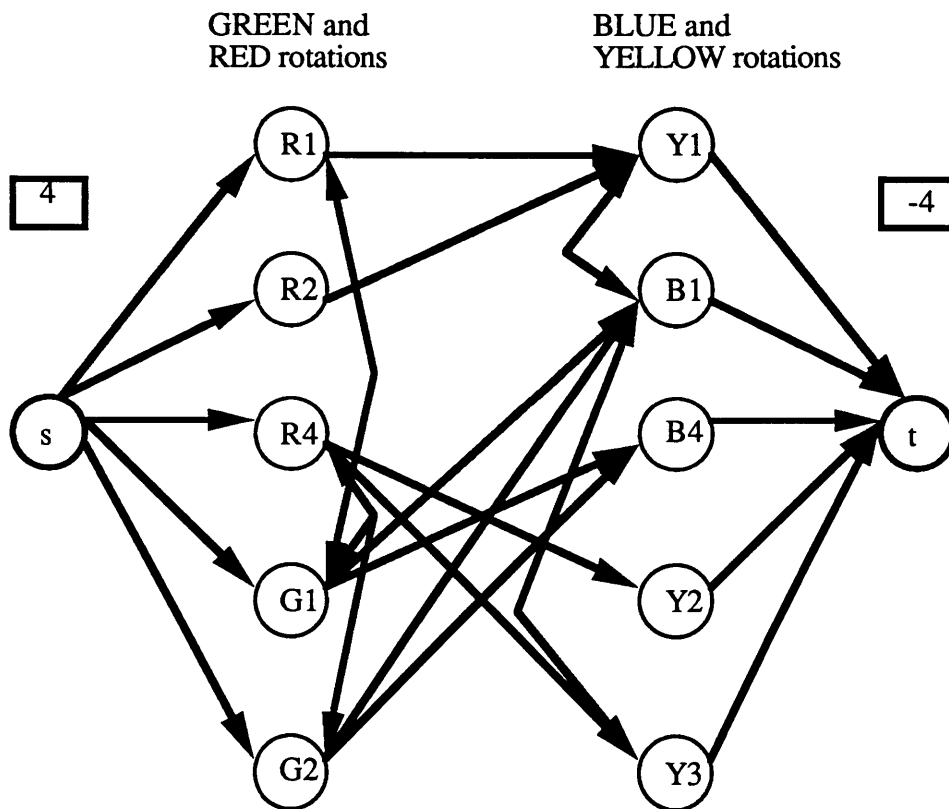 GREEN and
RED rotations
BLUE and
YELLOW rotations
R1
Y1
4
-4
R2
B1
s
R4
B4
t
G1
Y2
G2
Y3